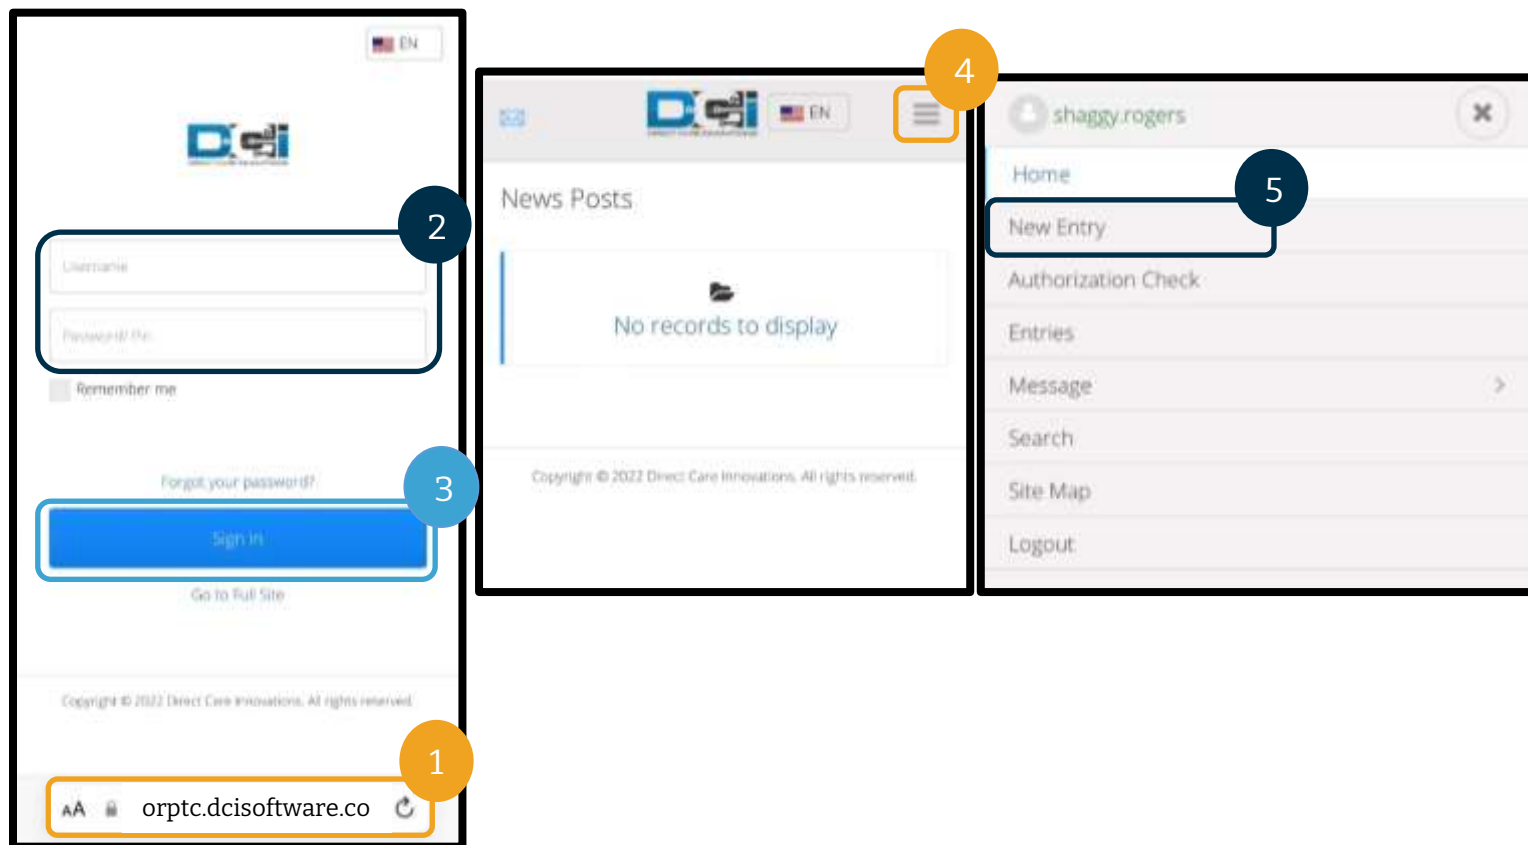 EN
DCI
2
Username
Password/ Pin
Remember me
Forgot your password?
3
Sign In
Go to Full Site
Copyright © 2022 Direct Care Innovations. All rights reserved.
1
AA orptc.dcisoftware.co
4
DCI EN
News Posts
No records to display
Copyright © 2022 Direct Care Innovations. All rights reserved.
shaggy.rogers
Home
5
New Entry
Authorization Check
Entries
Message
Search
Site Map
Logout